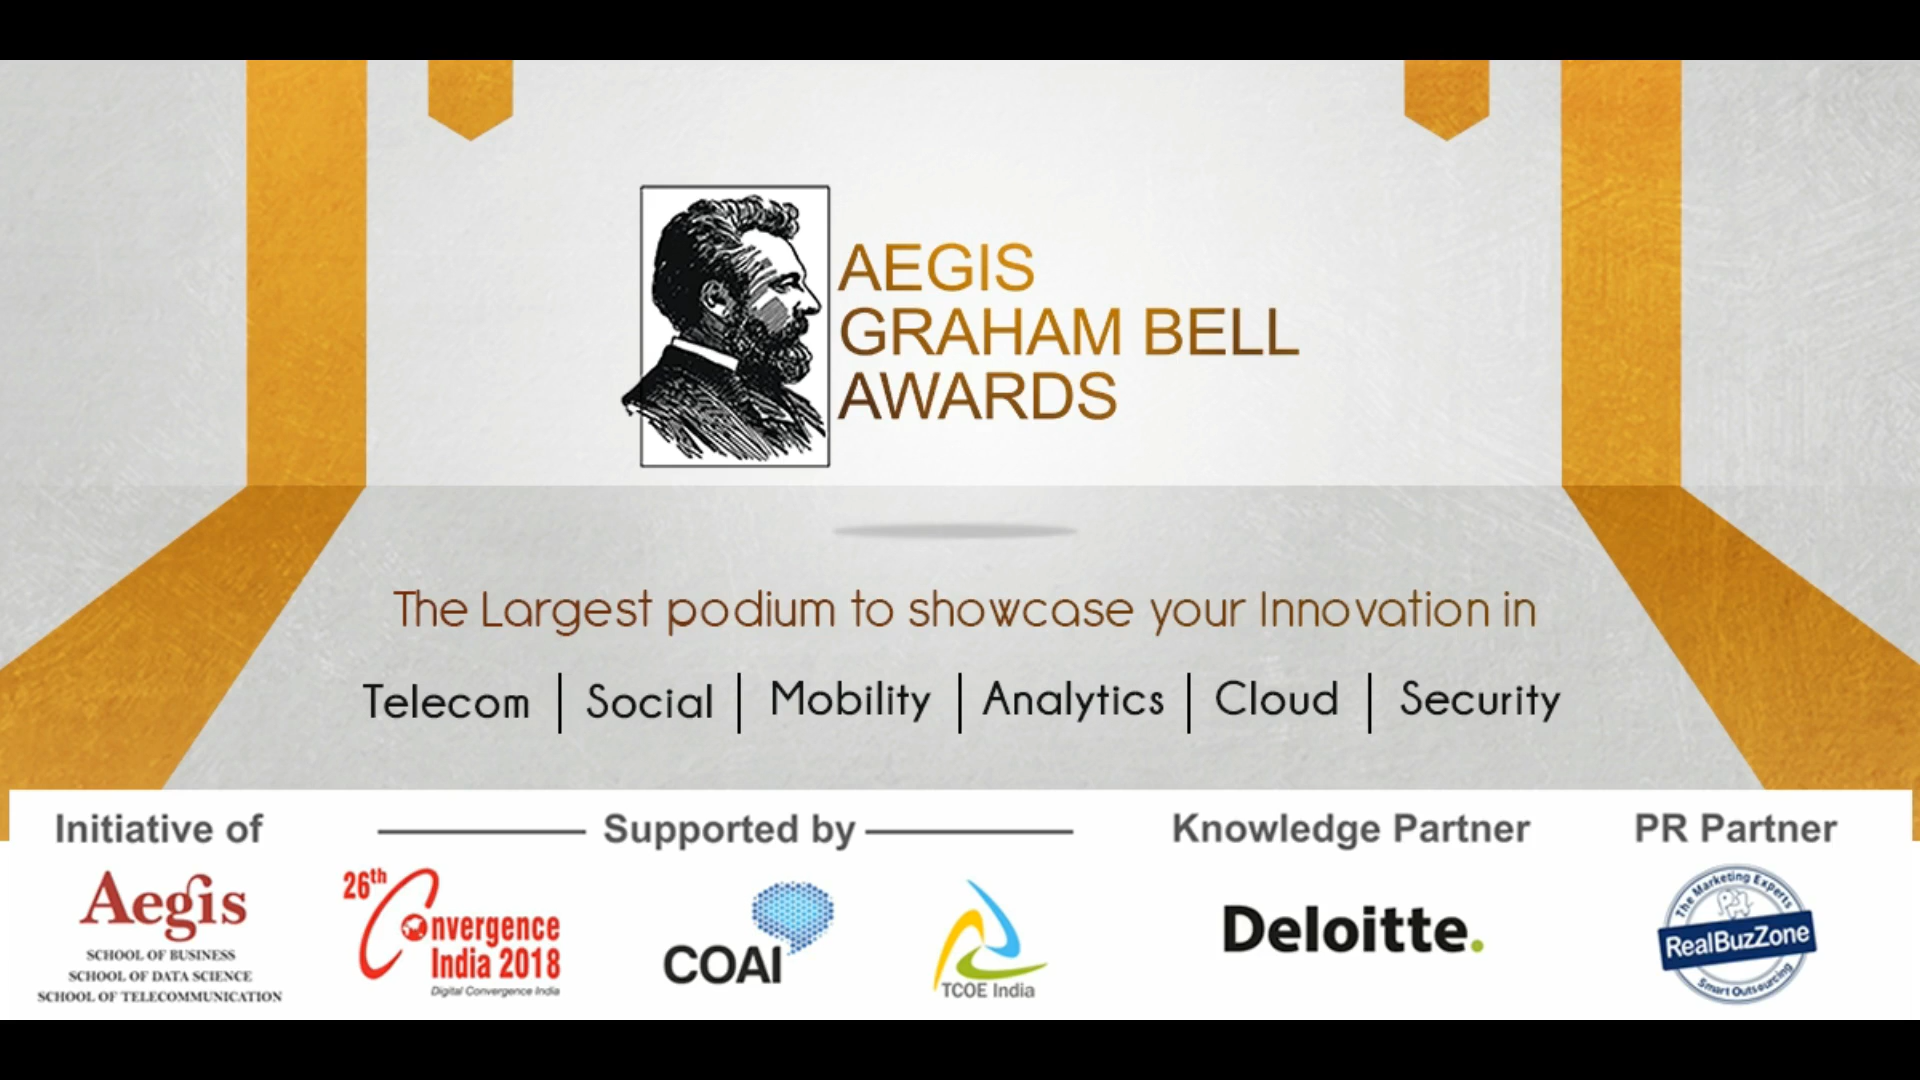 AEGIS
GRAHAM BELL
AWARDS
The Largest podium to showcase your Innovation in
Telecom | Social | Mobility | Analytics | Cloud | Security
Initiative of
Supported by
Knowledge Partner
PR Partner
Aegis
SCHOOL OF BUSINESS
SCHOOL OF DATA SCIENCE
SCHOOL OF TELECOMMUNICATION
26th
Convergence
India 2018
Digital Convergence India
COAI
TCOE India
Deloitte.
The Marketing Experts
RealBuzZone
Smart Outsourcing